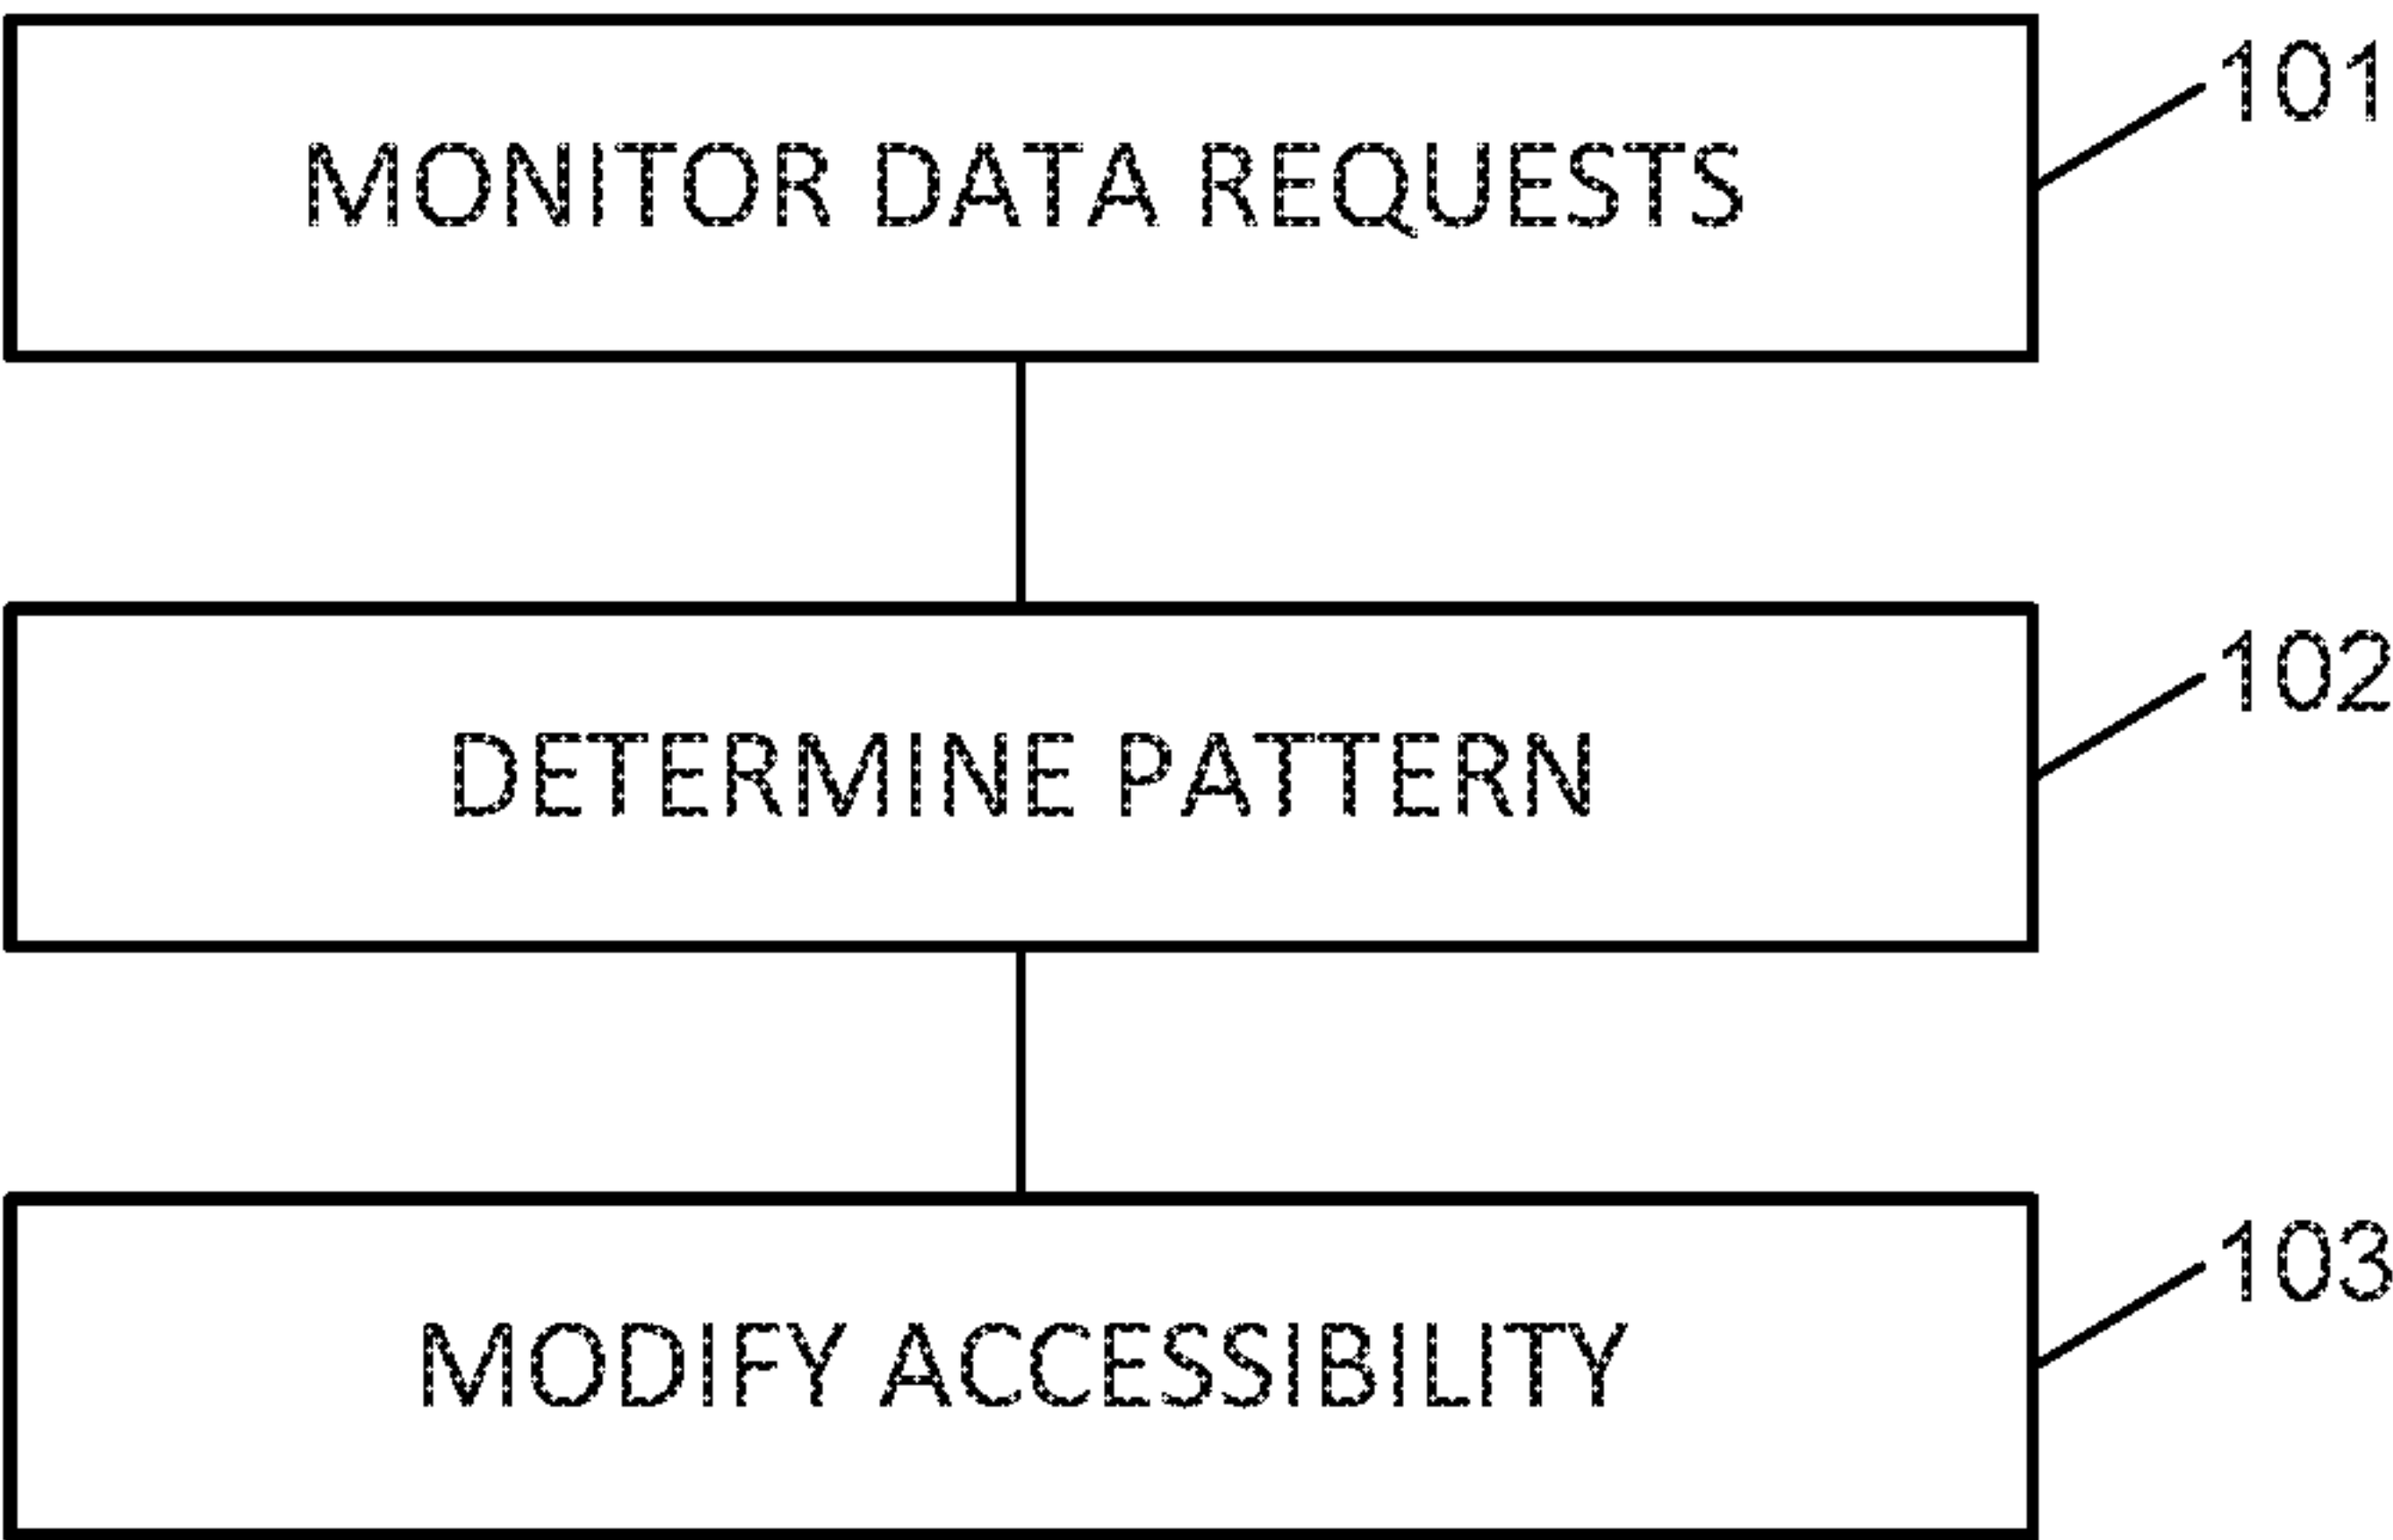 MONITOR DATA REQUESTS
101
DETERMINE PATTERN
102
MODIFY ACCESSIBILITY
103